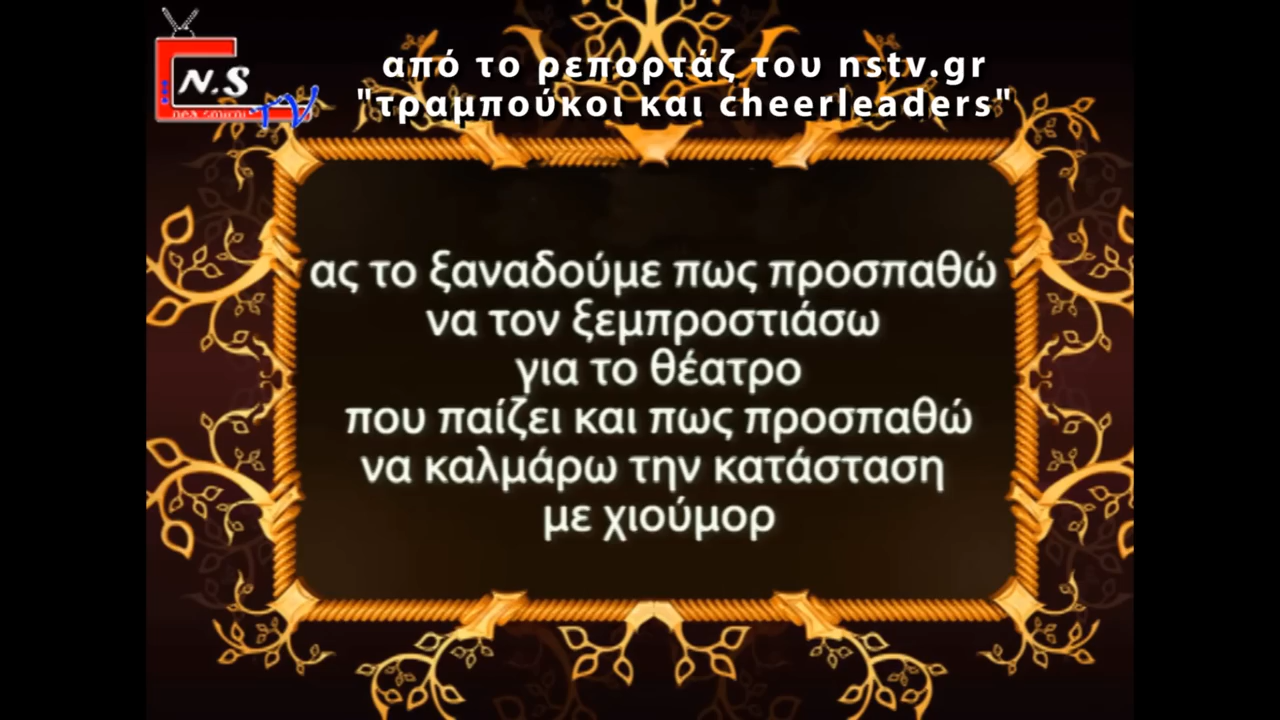 από το ρεπορτάζ του nstv.gr
"τραμπούκοι και cheerleaders"
N.S
TV
ας το ξαναδούμε πως προσπαθώ
να τον ξεμπροστιάσω
για το θέατρο
που παίζει και πως προσπαθώ
να καλμάρω την κατάσταση
με χιούμορ